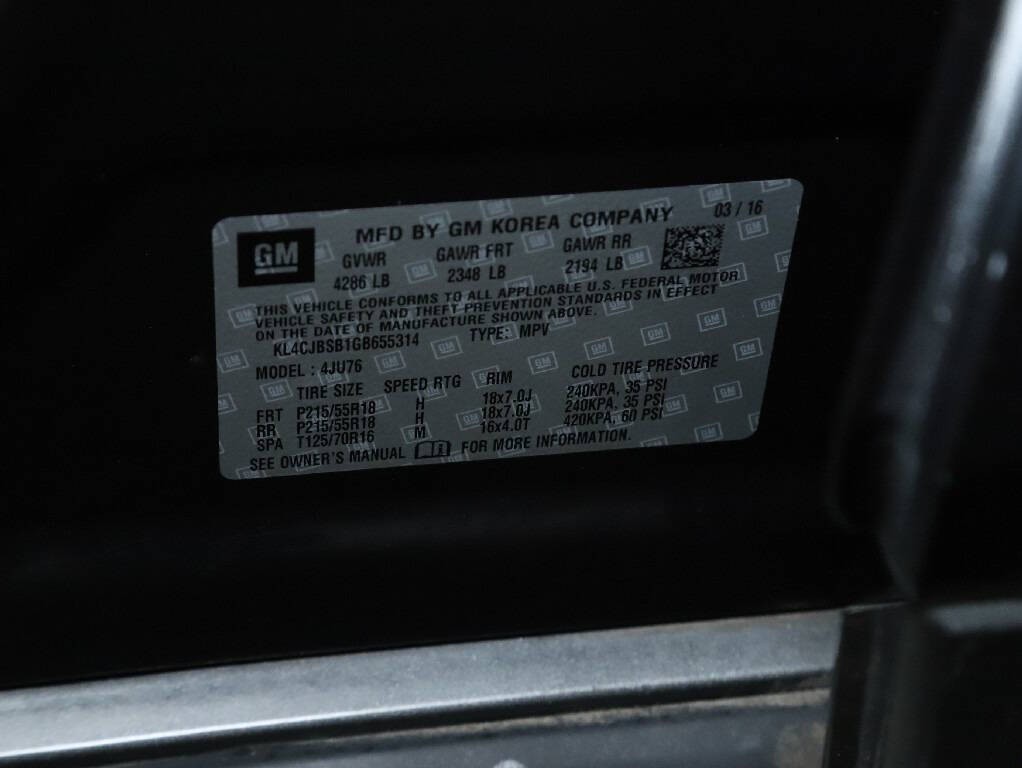 GM
MFD BY GM KOREA COMPANY 03 / 16
GVWR GAWR FRT GAWR RR
4286 LB 2348 LB 2194 LB
THIS VEHICLE CONFORMS TO ALL APPLICABLE U.S. FEDERAL MOTOR
VEHICLE SAFETY AND THEFT PREVENTION STANDARDS IN EFFECT
ON THE DATE OF MANUFACTURE SHOWN ABOVE.
KL4CJBSB1GB655314 TYPE: MPV
MODEL : 4JU76
TIRE SIZE SPEED RTG RIM COLD TIRE PRESSURE
FRT P215/55R18 H 18x7.0J 240KPA, 35 PSI
RR P215/55R18 H 18x7.0J 240KPA, 35 PSI
SPA T125/70R16 M 16x4.0T 420KPA, 60 PSI
SEE OWNER'S MANUAL FOR MORE INFORMATION.